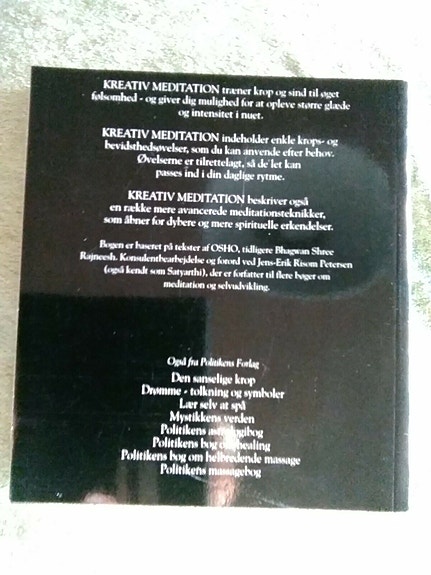 KREATIV MEDITATION træner krop og sind til øget
følsomhed - og giver dig mulighed for at opleve større glæde
og intensitet i nuet.
KREATIV MEDITATION indeholder enkle krops- og
bevidsthedsøvelser, som du kan anvende efter behov.
Øvelserne er tilrettelagt, så de let kan
passes ind i din daglige rytme.
KREATIV MEDITATION beskriver også
en række mere avancerede meditationsteknikker,
som åbner for dybere og mere spirituelle erkendelser.
Bogen er baseret på tekster af OSHO, tidligere Bhagwan Shree
Rajneesh. Konsulentbearbejdelse og forord ved Jens-Erik Risom Petersen
(også kendt som Satyarthi), der er forfatter til flere bøger om
meditation og selvudvikling.
Også fra Politikens Forlag
Den sanselige krop
Drømme - tolkning og symboler
Lær selv at spå
Mystikkens verden
Politikens astrologibog
Politikens bog om healing
Politikens bog om helbredende massage
Politikens massagebog